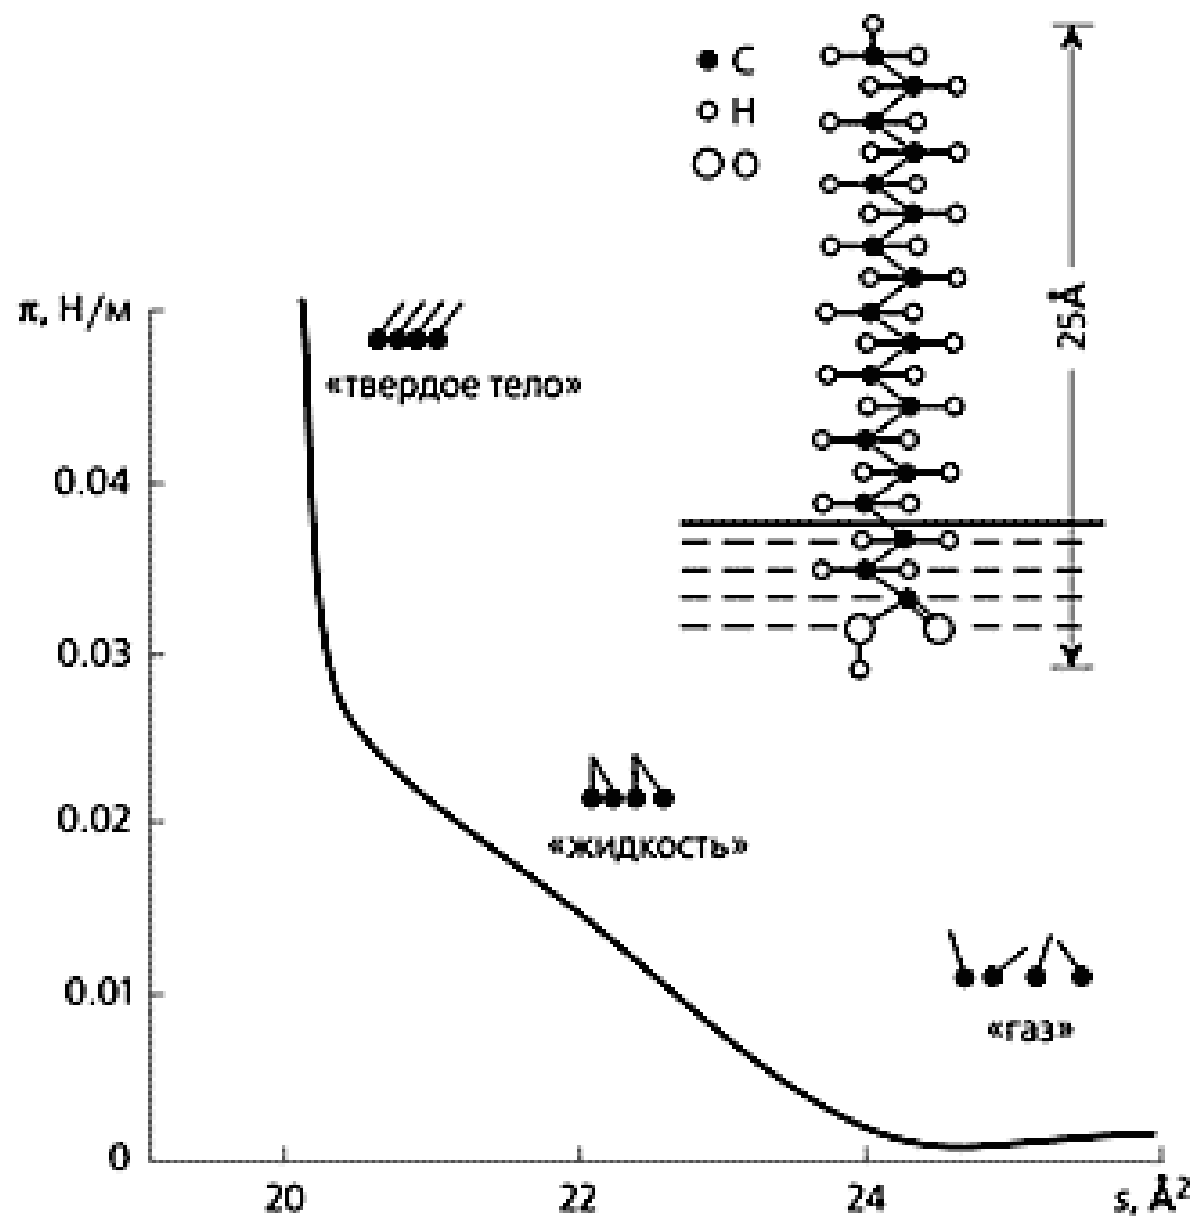 C
H
O
25Å
π, Н/м
«твердое тело»
0.04
0.03
«жидкость»
0.02
0.01
«газ»
0
20
22
24
s, Å²